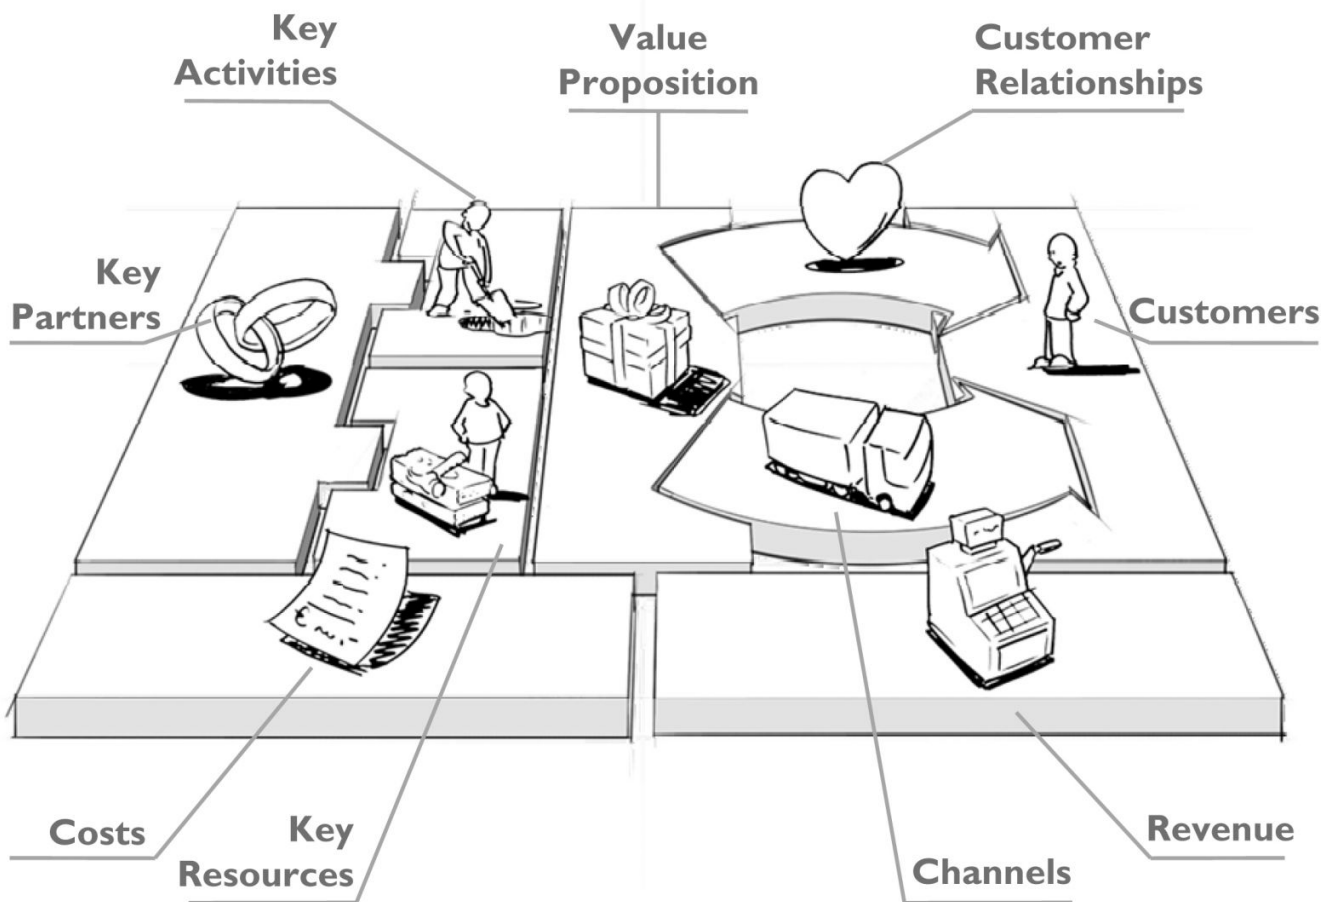 Key
Activities
Value
Proposition
Customer
Relationships
Key
Partners
Customers
Costs
Key
Resources
Channels
Revenue